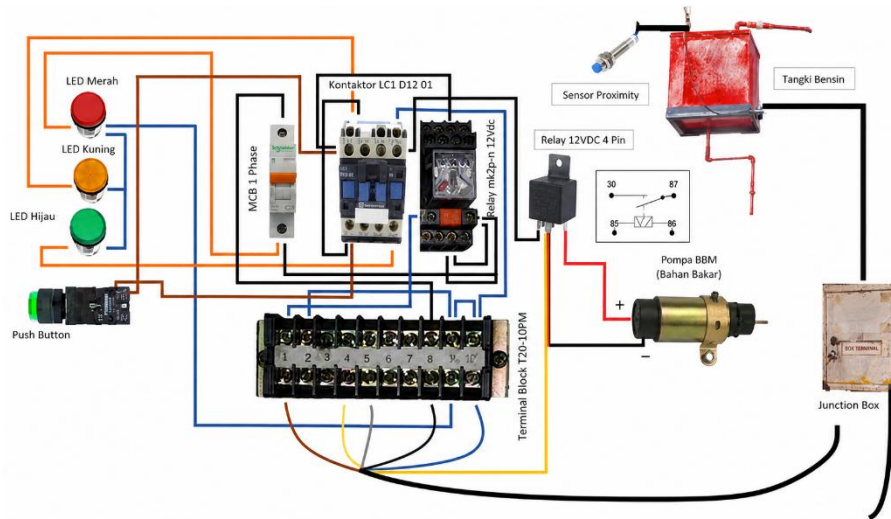 LED Merah
LED Kuning
LED Hijau
Push Button
MCB 1 Phase
Kontaktor LC1 D12 01
Relay mk2p-n 12Vdc
Sensor Proximity
Tangki Bensin
Relay 12VDC 4 Pin
30
87
85
86
Pompa BBM
(Bahan Bakar)
+
−
1 2 3 4 5 6 7 8 9 10
Terminal Block T20-10PM
BOX TERMINAL
Junction Box